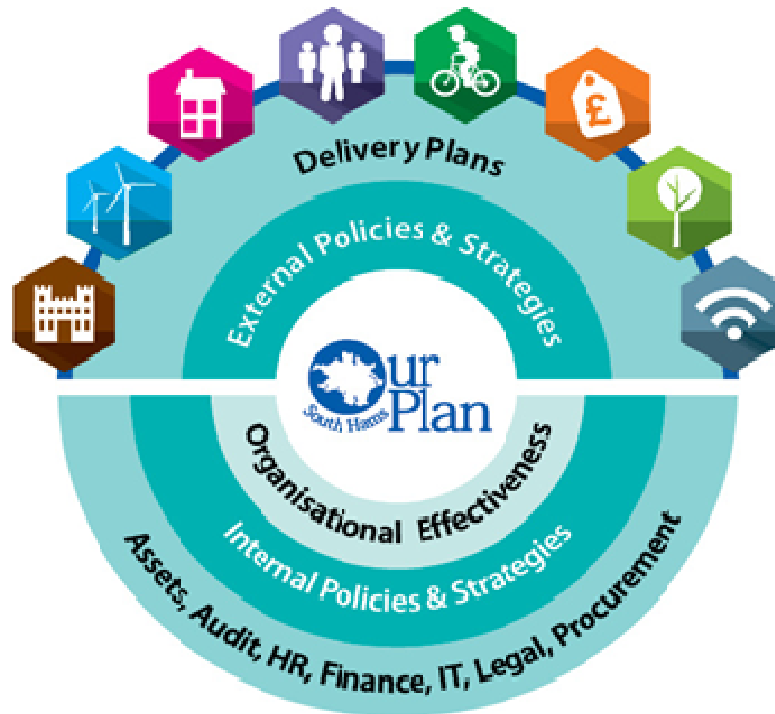 £
Delivery Plans
External Policies & Strategies
Our
South Hams Plan
Organisational Effectiveness
Internal Policies & Strategies
Assets, Audit, HR, Finance, IT, Legal, Procurement